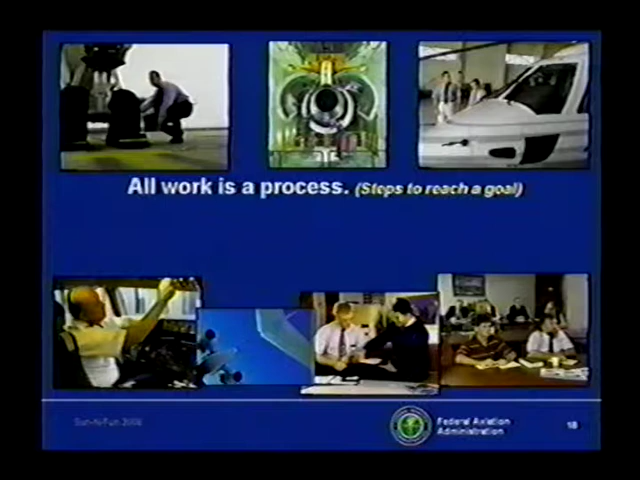 All work is a process. (Steps to reach a goal)
Sun-N-Fun 2006
Federal Aviation
Administration
18